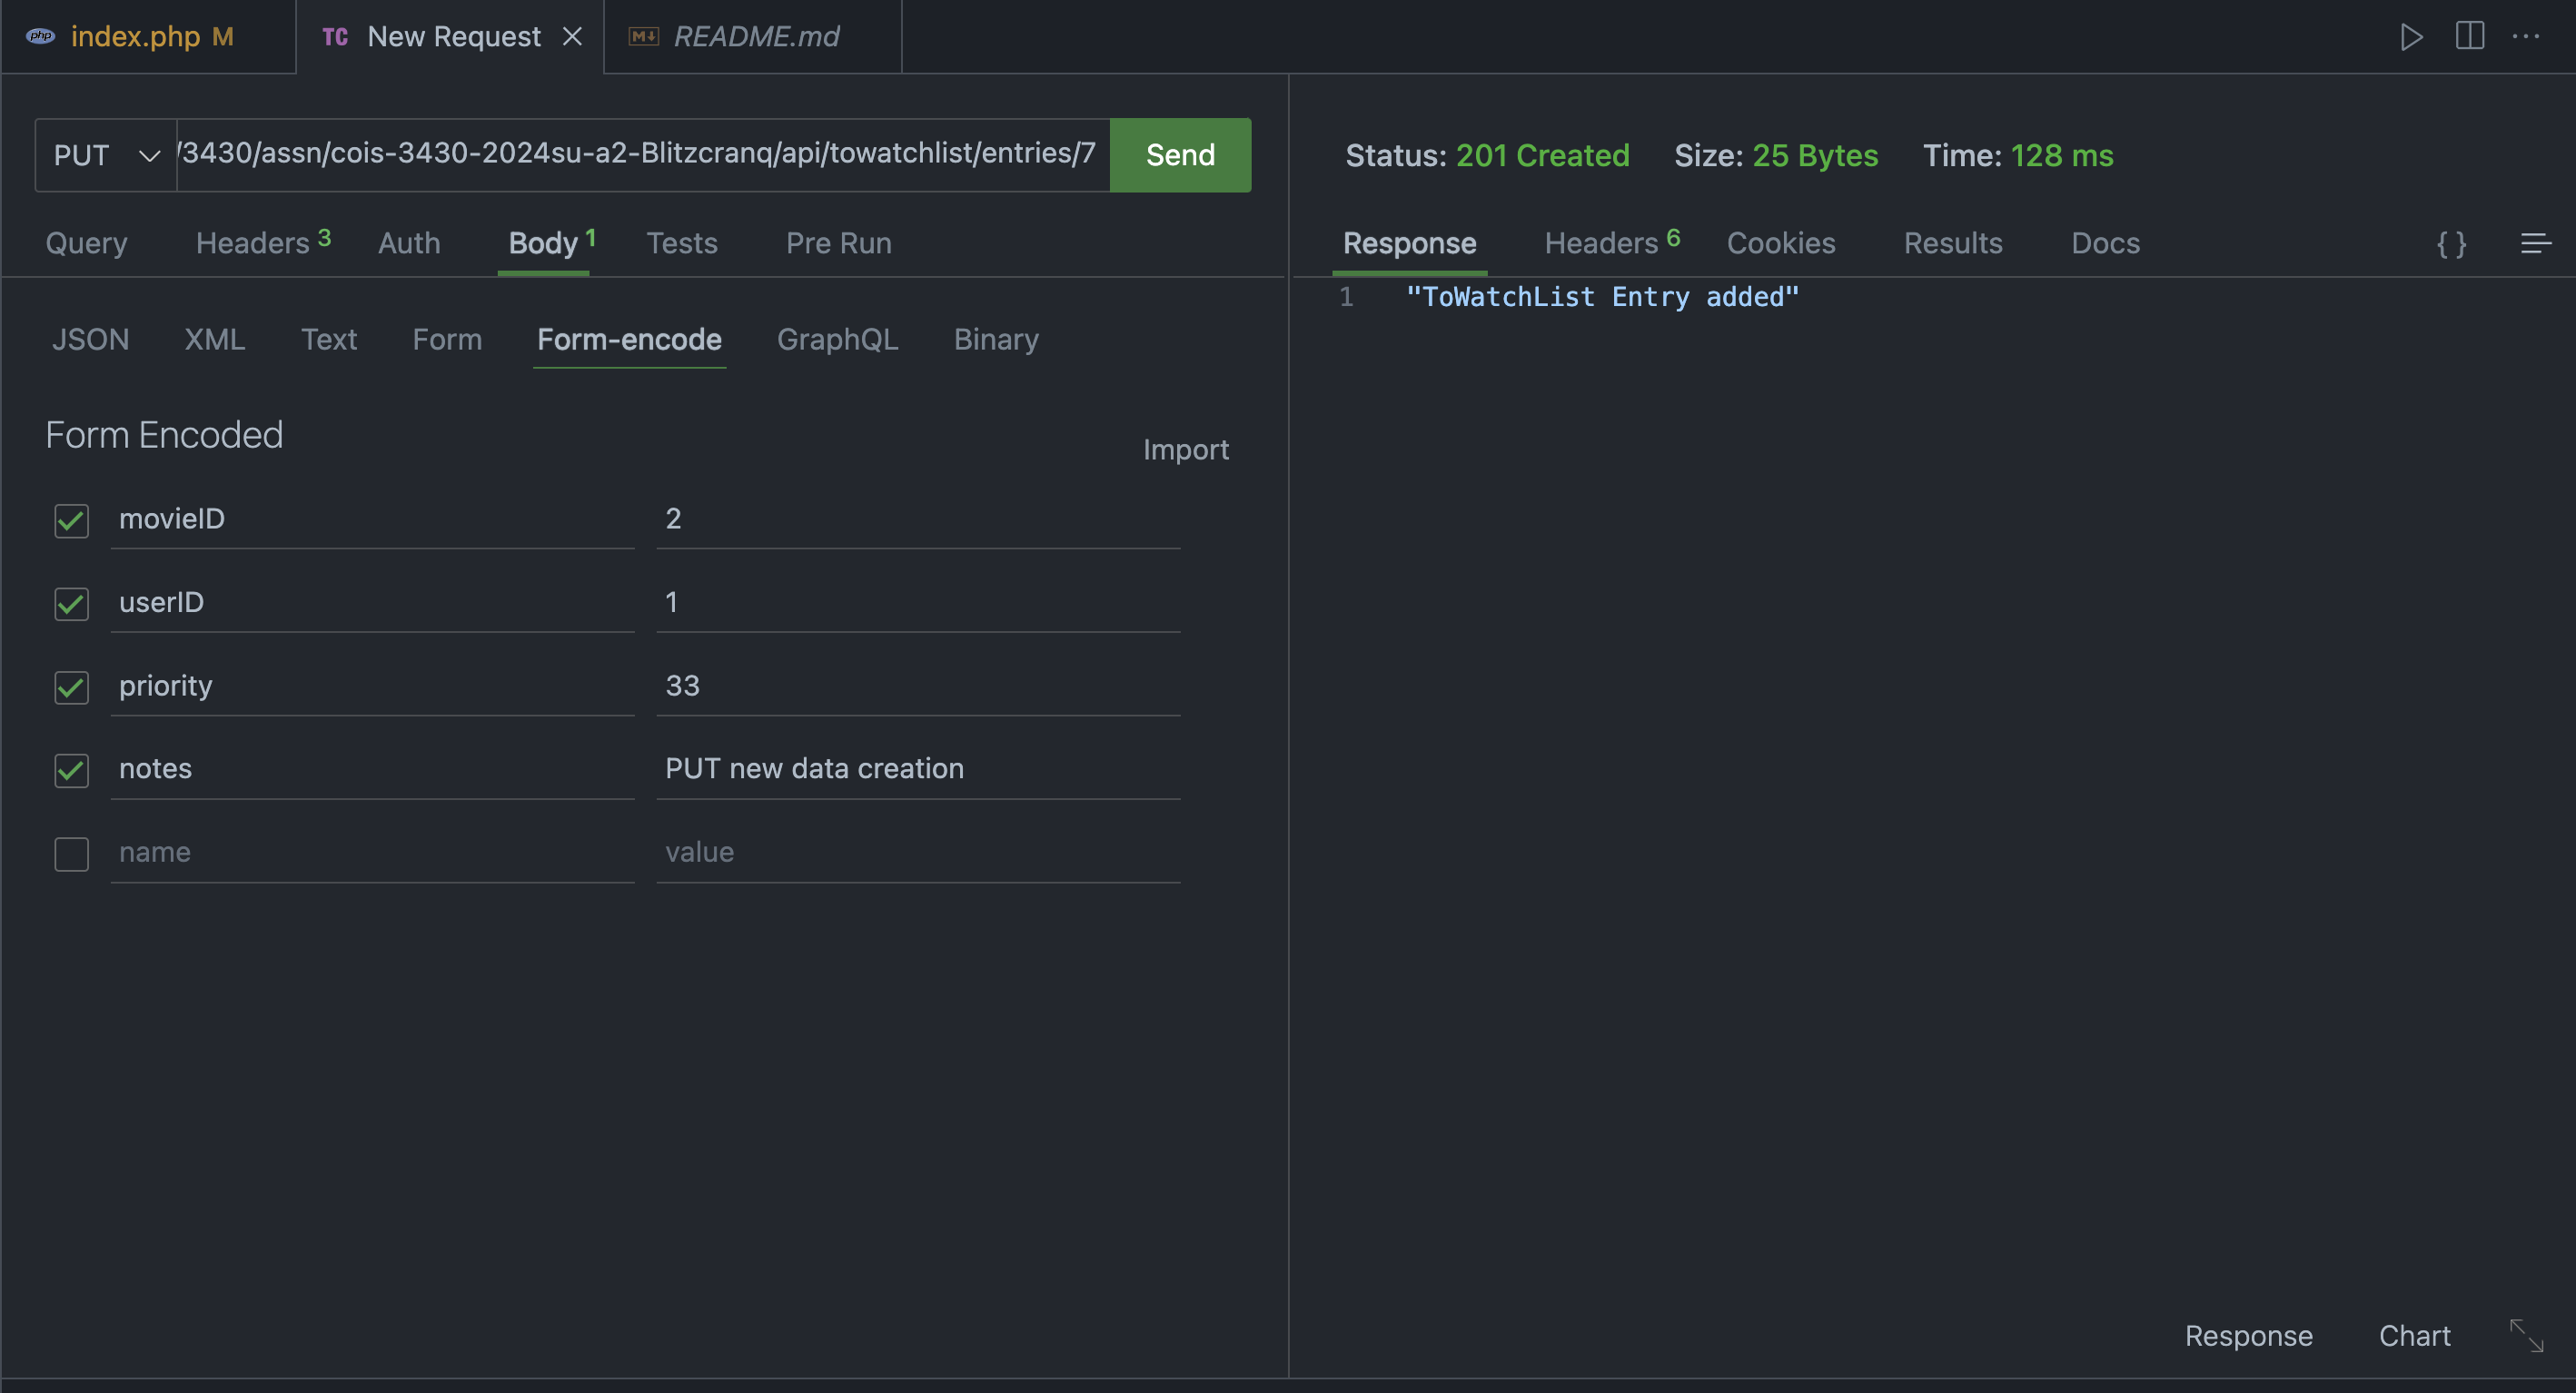 php index.php M TC New Request M↓ README.md
PUT /3430/assn/cois-3430-2024su-a2-Blitzcranq/api/towatchlist/entries/7 Send
Status: 201 Created Size: 25 Bytes Time: 128 ms
Query Headers 3 Auth Body 1 Tests Pre Run
Response Headers 6 Cookies Results Docs { }
1 "ToWatchList Entry added"
JSON XML Text Form Form-encode GraphQL Binary
Form Encoded
Import
movieID 2
userID 1
priority 33
notes PUT new data creation
name value
Response Chart